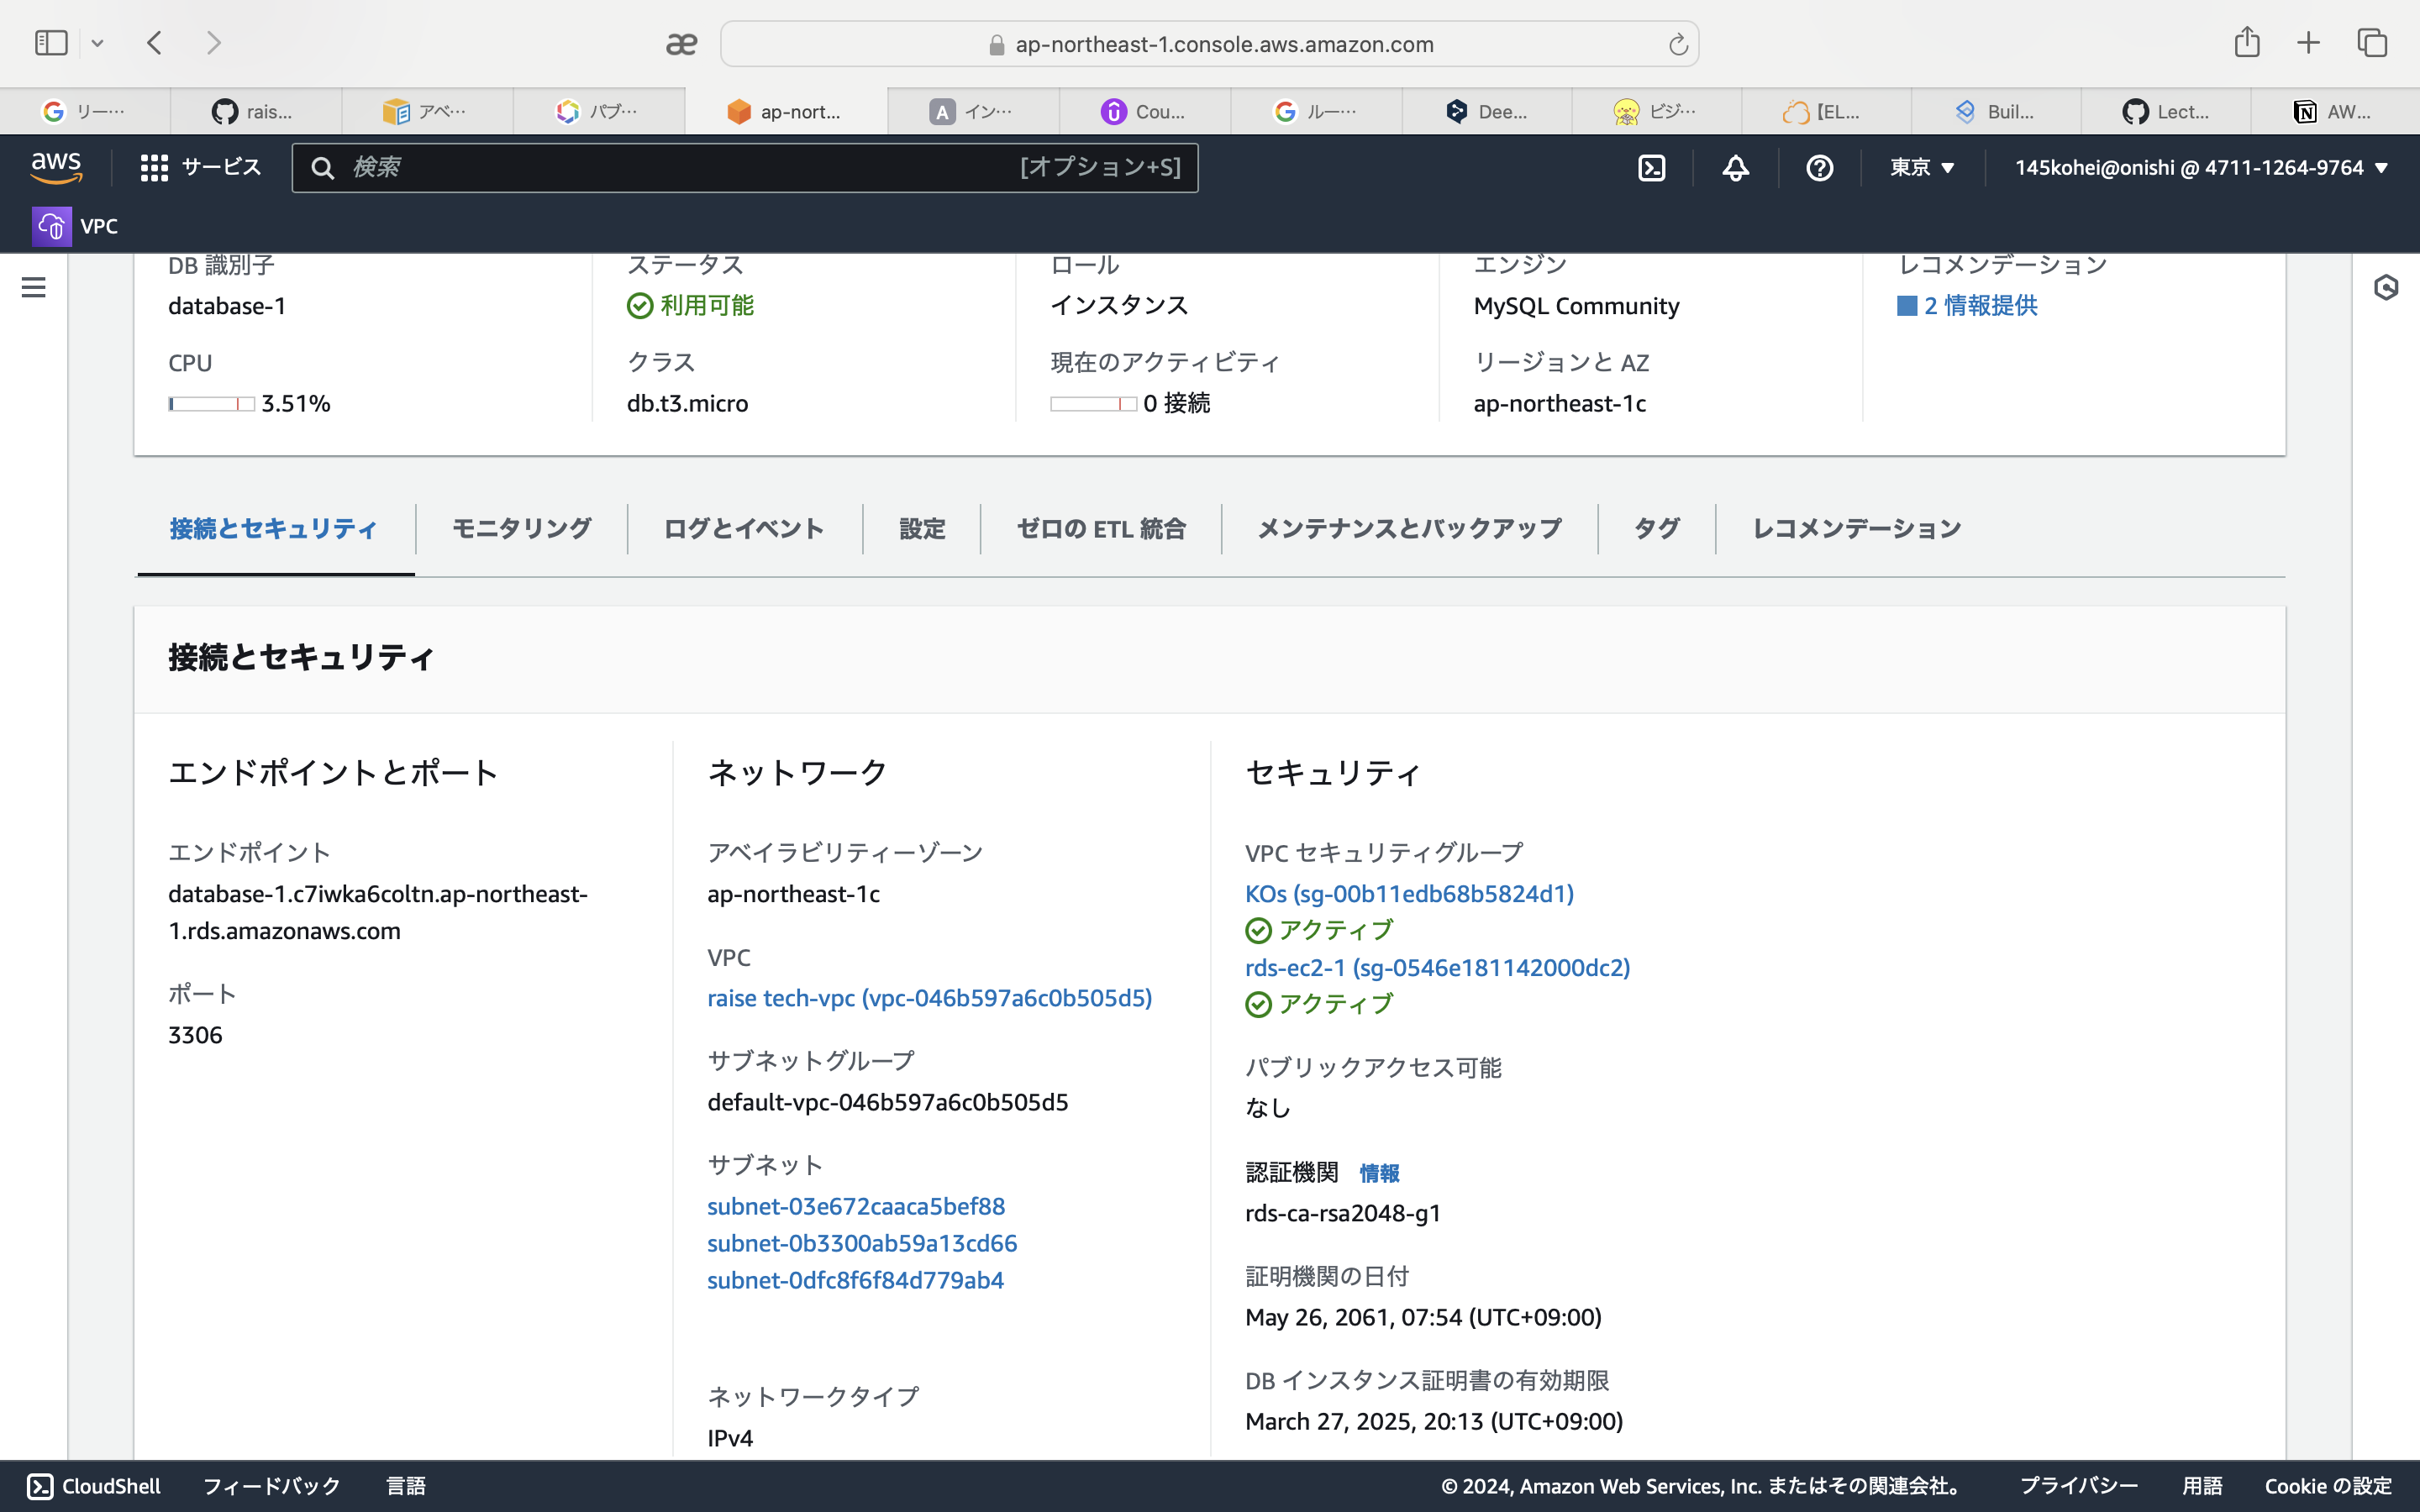 ap-northeast-1.console.aws.amazon.com
リー…
rais...
アベ…
パブ…
ap-nort...
イン…
Cou...
ルー…
Dee...
ビジ…
【EL...
Buil...
Lect...
AW...
aws
サービス
検索
[オプション+S]
東京
145kohei@onishi @ 4711-1264-9764
VPC
DB 識別子
database-1
ステータス
利用可能
ロール
インスタンス
エンジン
MySQL Community
レコメンデーション
2 情報提供
CPU
3.51%
クラス
db.t3.micro
現在のアクティビティ
0 接続
リージョンと AZ
ap-northeast-1c
接続とセキュリティ
モニタリング
ログとイベント
設定
ゼロの ETL 統合
メンテナンスとバックアップ
タグ
レコメンデーション
接続とセキュリティ
エンドポイントとポート
エンドポイント
database-1.c7iwka6coltn.ap-northeast-
1.rds.amazonaws.com
ポート
3306
ネットワーク
アベイラビリティーゾーン
ap-northeast-1c
VPC
raise tech-vpc (vpc-046b597a6c0b505d5)
サブネットグループ
default-vpc-046b597a6c0b505d5
サブネット
subnet-03e672caaca5bef88
subnet-0b3300ab59a13cd66
subnet-0dfc8f6f84d779ab4
ネットワークタイプ
IPv4
セキュリティ
VPC セキュリティグループ
KOs (sg-00b11edb68b5824d1)
アクティブ
rds-ec2-1 (sg-0546e181142000dc2)
アクティブ
パブリックアクセス可能
なし
認証機関 情報
rds-ca-rsa2048-g1
証明機関の日付
May 26, 2061, 07:54 (UTC+09:00)
DB インスタンス証明書の有効期限
March 27, 2025, 20:13 (UTC+09:00)
CloudShell
フィードバック
言語
© 2024, Amazon Web Services, Inc. またはその関連会社。
プライバシー
用語
Cookie の設定